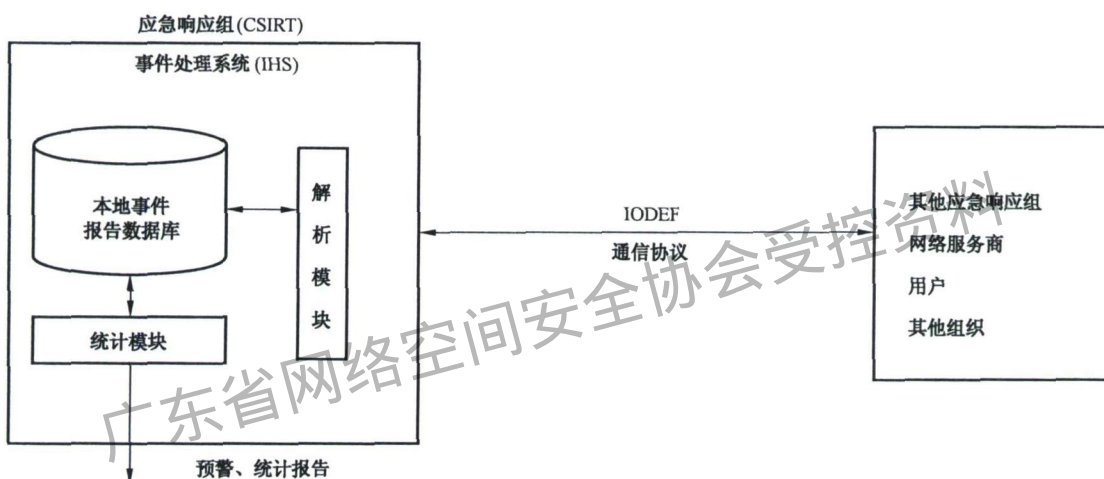 应急响应组(CSIRT)
事件处理系统(IHS)
本地事件
报告数据库
解
析
模
块
统计模块
预警、统计报告
IODEF
通信协议
其他应急响应组
网络服务商
用户
其他组织
广东省网络空间安全协会受控资料